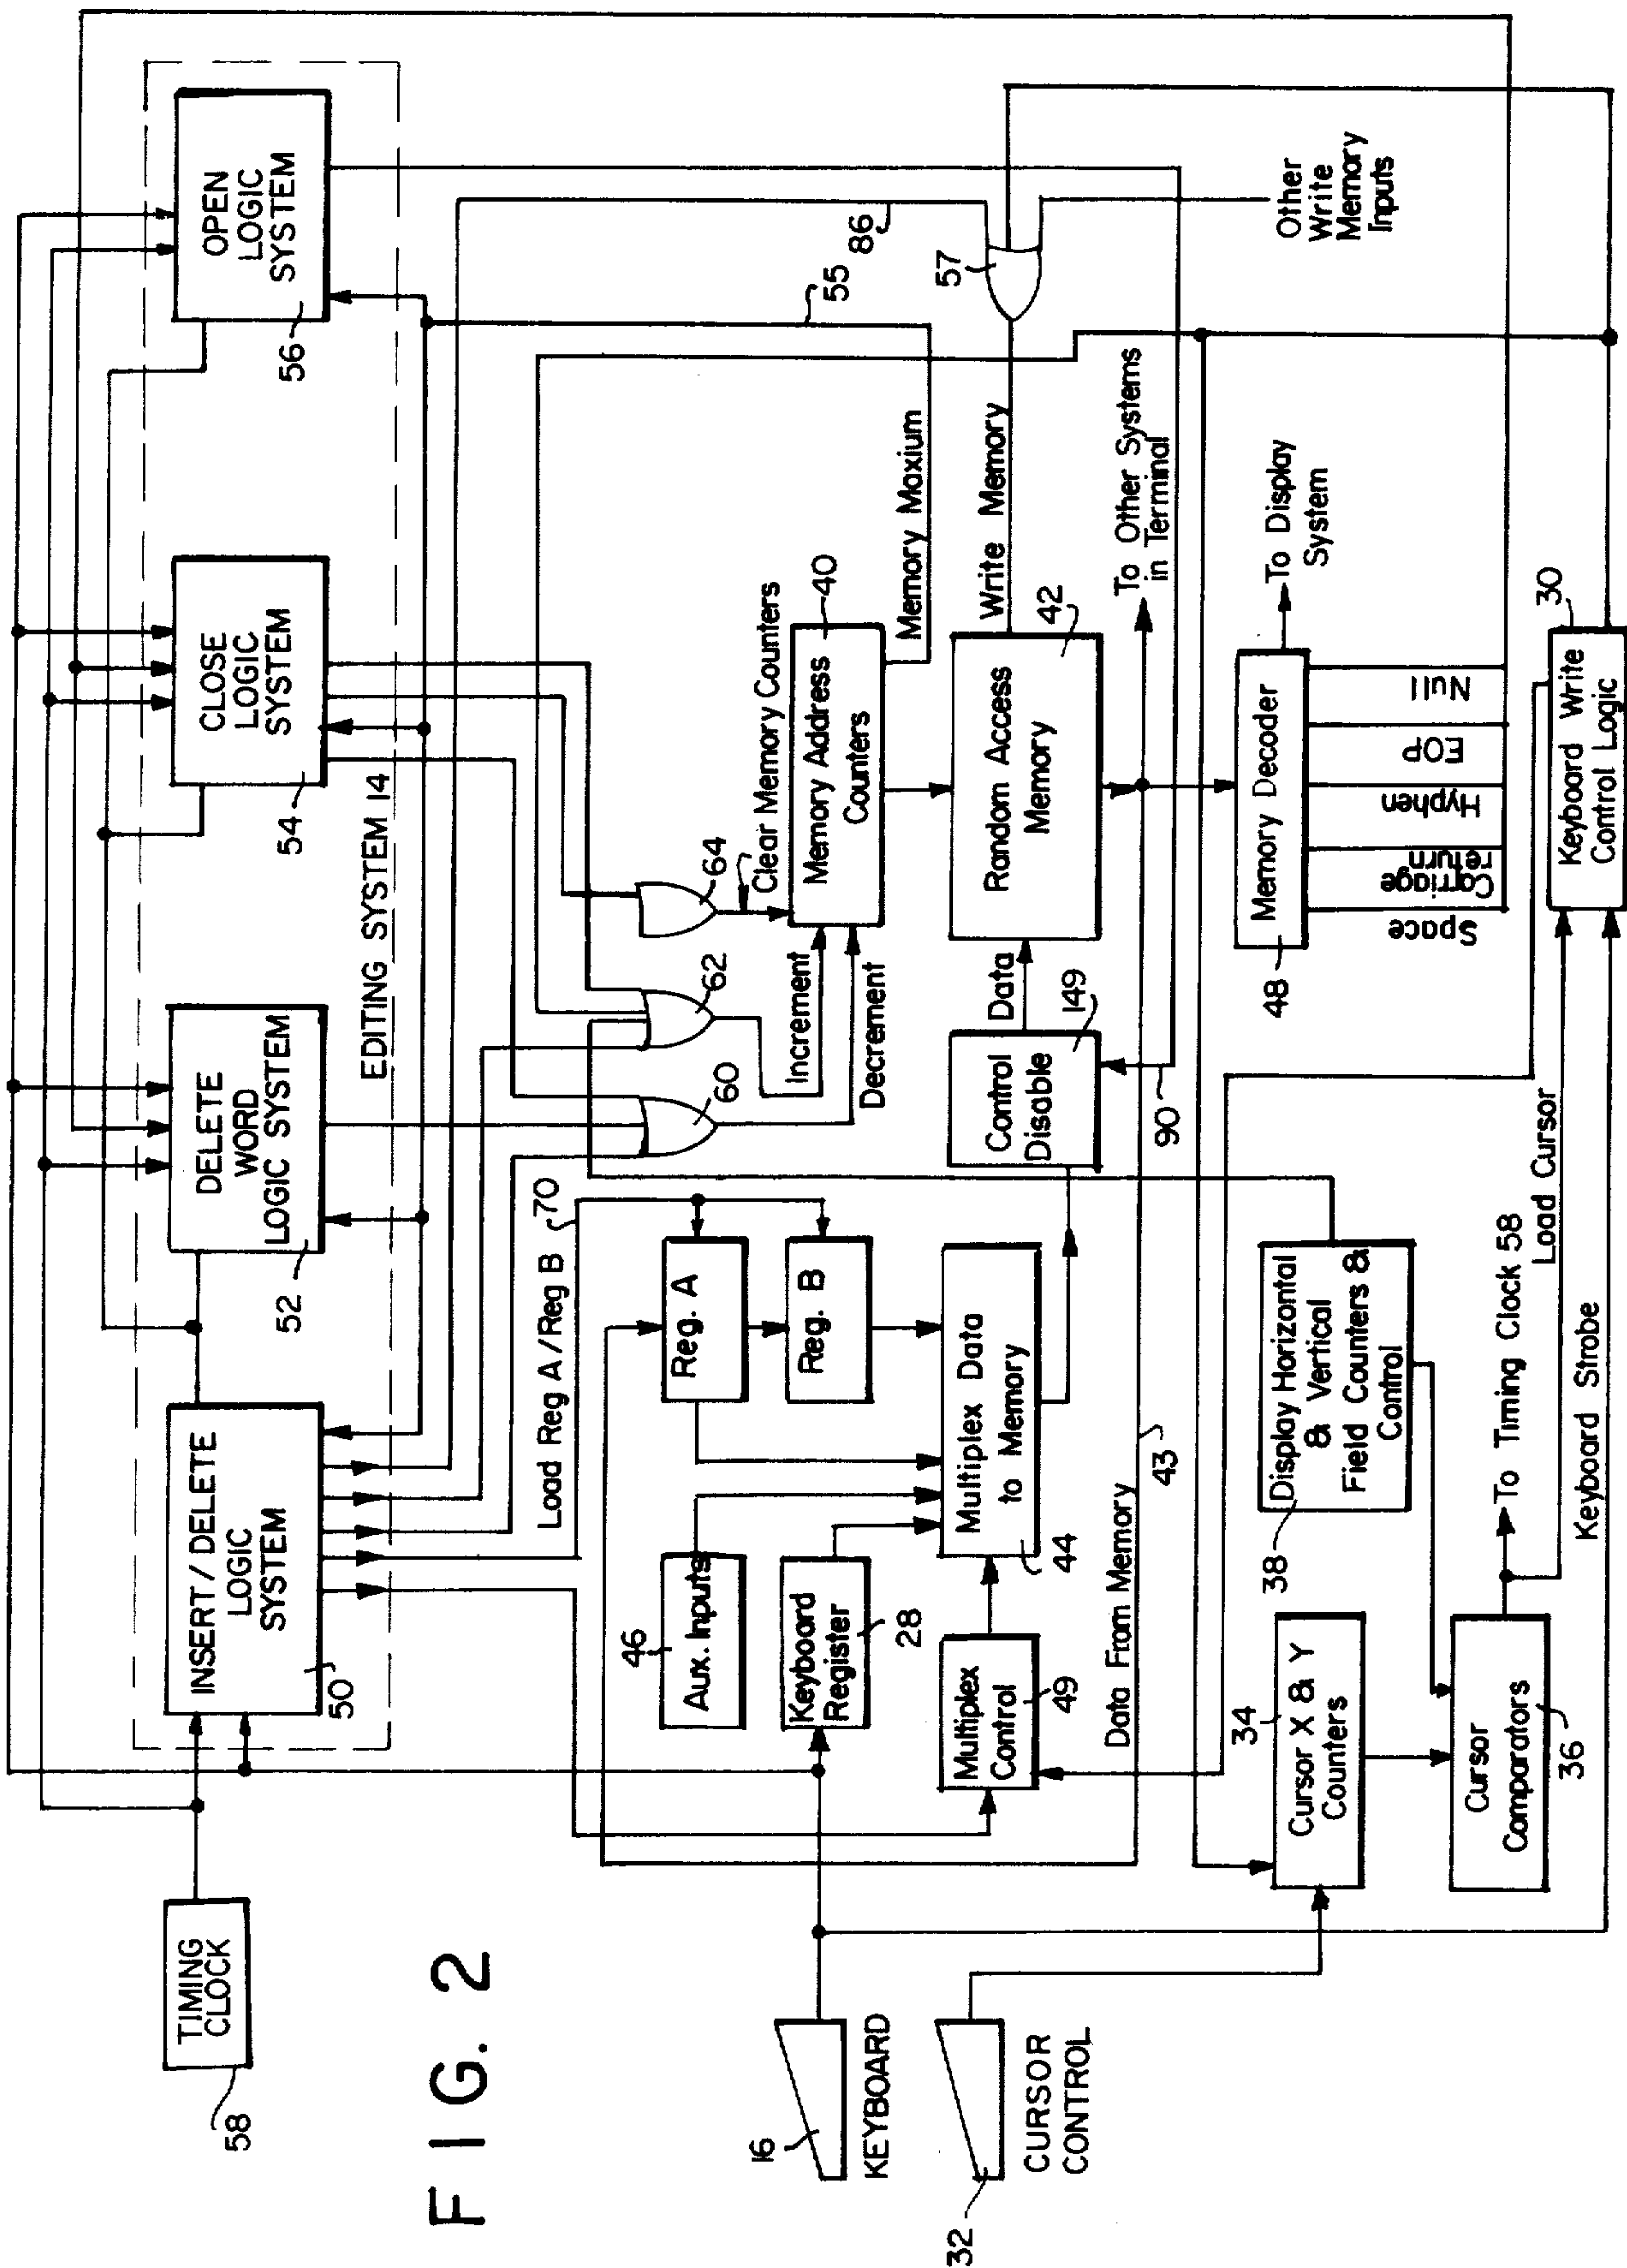 FIG. 2
TIMING
CLOCK
58
INSERT/DELETE
LOGIC
SYSTEM
50
DELETE
WORD
LOGIC SYSTEM
52
CLOSE
LOGIC
SYSTEM
54
OPEN
LOGIC
SYSTEM
56
EDITING SYSTEM 14
Load Reg A/Reg B
70
60
62
64
Clear Memory Counters
Increment
Decrement
Memory Address
Counters
40
Memory Maxium
55
86
57
Other
Write
Memory
Inputs
Write Memory
Random Access
Memory
42
Data
Control
Disable
149
90
To Other Systems
in Terminal
Reg. A
Reg. B
46
Aux. Inputs
Keyboard
Register
28
Multiplex Data
to Memory
44
Multiplex
Control
49
Data From Memory
43
Memory Decoder
48
To Display
System
Space
Carriage
return
Hyphen
EOP
Null
16
KEYBOARD
32
CURSOR
CONTROL
34
Cursor X & Y
Counters
38
Display Horizontal
& Vertical
Field Counters &
Control
Cursor
Comparators
36
To Timing Clock 58
Load Cursor
Keyboard Strobe
Keyboard Write
Control Logic
30